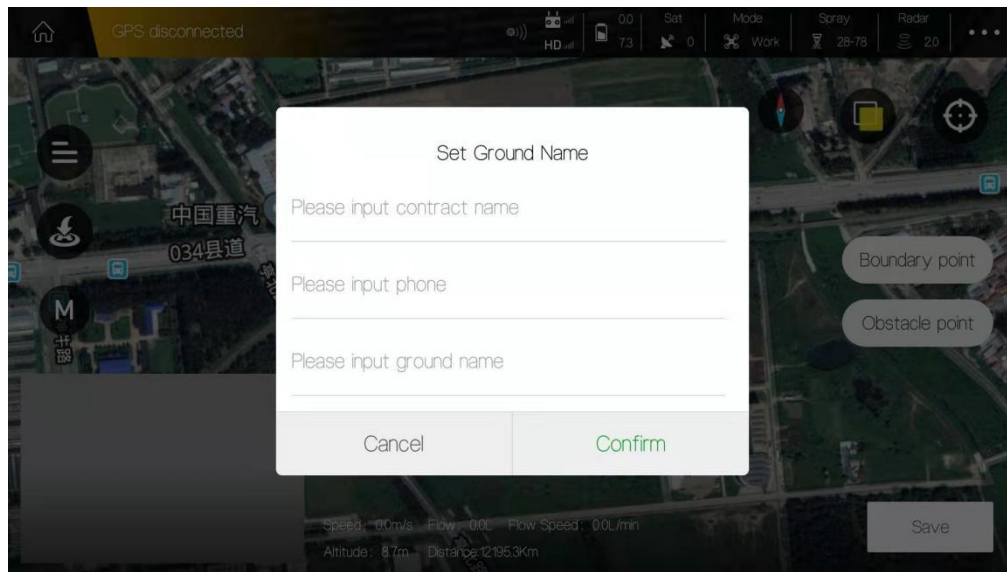 GPS disconnected
HD
0.0
7.3
Sat
0
Mode
Work
Spray
28-78
Radar
2.0
Set Ground Name
Please input contract name
Please input phone
Please input ground name
Cancel
Confirm
中国重汽
034县道
M
牛路
Boundary point
Obstacle point
Speed: 0.0m/s Flow: 0.0L Flow Speed: 0.0L/min
Altitude: 8.7m Distance:12195.3Km
Save